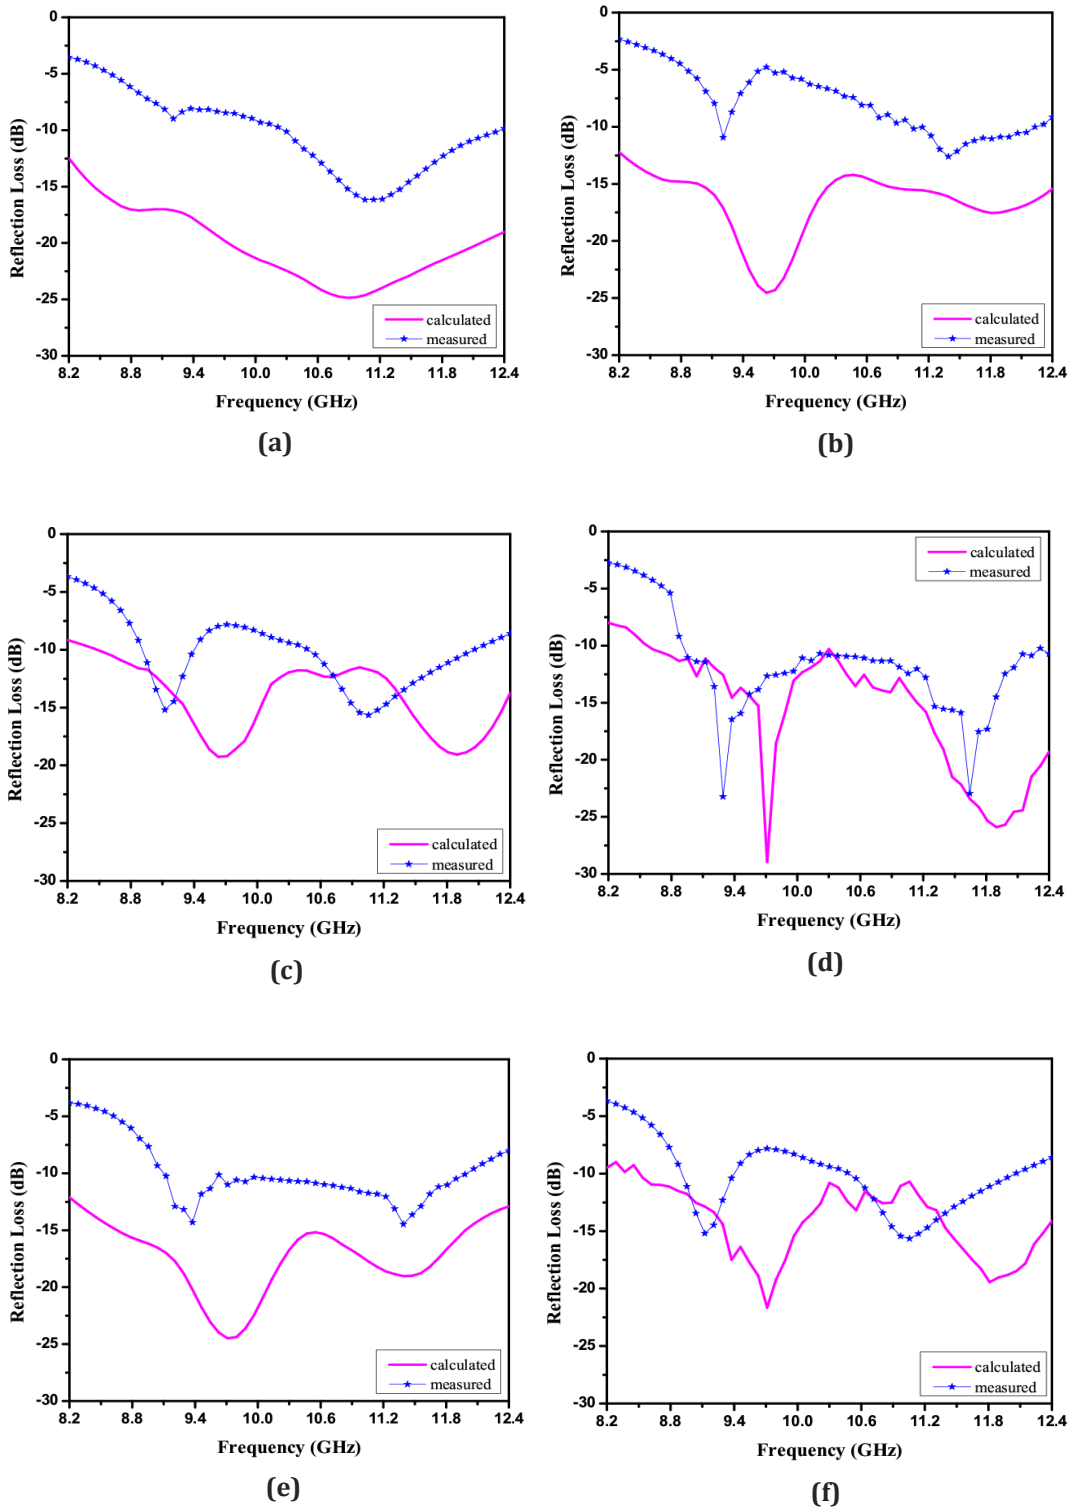 0
-5
-10
-15
-20
-25
-30
Reflection Loss (dB)
calculated
measured
8.2 8.8 9.4 10.0 10.6 11.2 11.8 12.4
Frequency (GHz)
(a)
0
-5
-10
-15
-20
-25
-30
Reflection Loss (dB)
calculated
measured
8.2 8.8 9.4 10.0 10.6 11.2 11.8 12.4
Frequency (GHz)
(b)
0
-5
-10
-15
-20
-25
-30
Reflection Loss (dB)
calculated
measured
8.2 8.8 9.4 10.0 10.6 11.2 11.8 12.4
Frequency (GHz)
(c)
0
-5
-10
-15
-20
-25
-30
Reflection Loss (dB)
calculated
measured
8.2 8.8 9.4 10.0 10.6 11.2 11.8 12.4
Frequency (GHz)
(d)
0
-5
-10
-15
-20
-25
-30
Reflection Loss (dB)
calculated
measured
8.2 8.8 9.4 10.0 10.6 11.2 11.8 12.4
Frequency (GHz)
(e)
0
-5
-10
-15
-20
-25
-30
Reflection Loss (dB)
calculated
measured
8.2 8.8 9.4 10.0 10.6 11.2 11.8 12.4
Frequency (GHz)
(f)